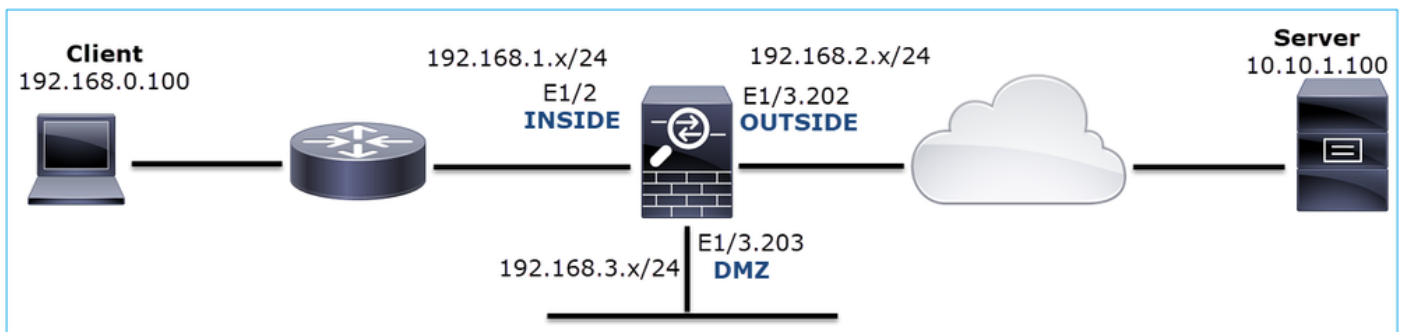 Client
192.168.0.100
192.168.1.x/24
E1/2
INSIDE
192.168.2.x/24
E1/3.202
OUTSIDE
Server
10.10.1.100
192.168.3.x/24
E1/3.203
DMZ